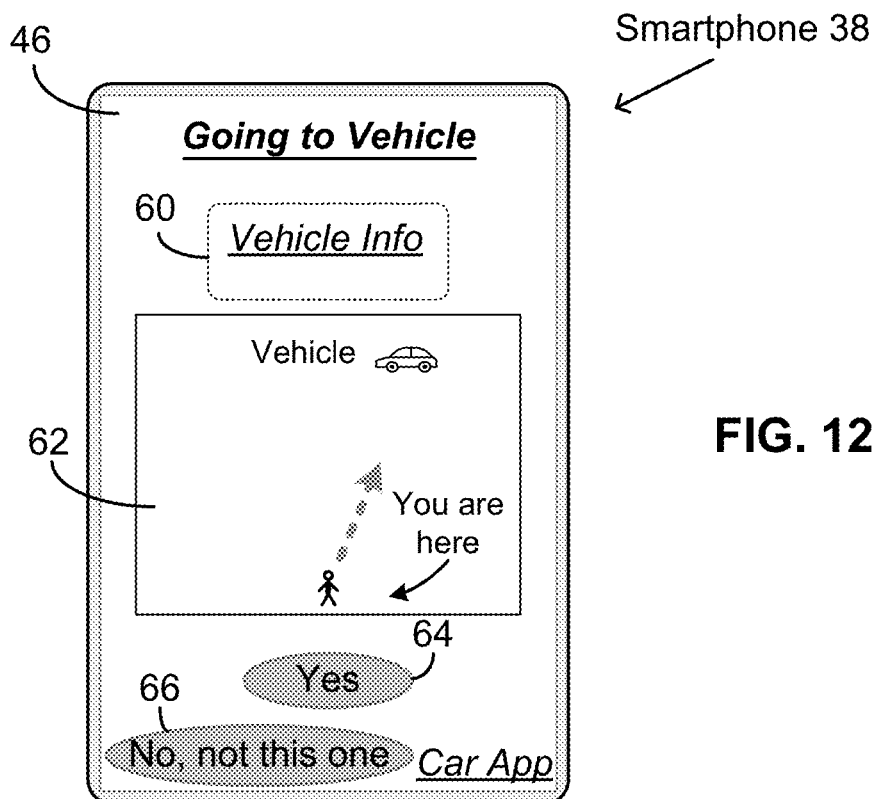 Smartphone 38
46
Going to Vehicle
60
Vehicle Info
Vehicle
62
You are
here
FIG. 12
64
Yes
66
No, not this one
Car App